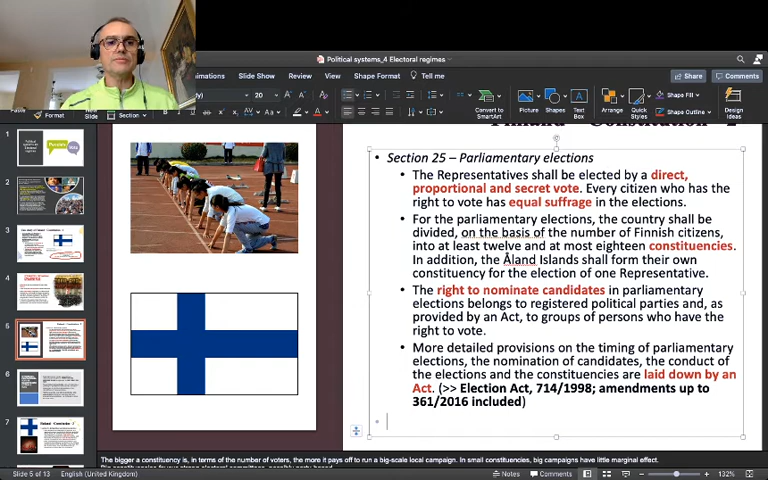 Political systems_4 Electoral regimes
nimations Slide Show Review View Shape Format Tell me
Share Comments
20
Format
Slide
Section
Convert to
SmartArt
Picture Shapes Text
Box
Arrange Quick
Styles
Shape Fill
Shape Outline
Design
Ideas
Section 25 – Parliamentary elections
The Representatives shall be elected by a direct,
proportional and secret vote. Every citizen who has the
right to vote has equal suffrage in the elections.
For the parliamentary elections, the country shall be
divided, on the basis of the number of Finnish citizens,
into at least twelve and at most eighteen constituencies.
In addition, the Åland Islands shall form their own
constituency for the election of one Representative.
The right to nominate candidates in parliamentary
elections belongs to registered political parties and, as
provided by an Act, to groups of persons who have the
right to vote.
More detailed provisions on the timing of parliamentary
elections, the nomination of candidates, the conduct of
the elections and the constituencies are laid down by an
Act. (>> Election Act, 714/1998; amendments up to
361/2016 included)
1
2
3
4
5
6
7
The bigger a constituency is, in terms of the number of voters, the more it pays off to run a big-scale local campaign. In small constituencies, big campaigns have little marginal effect.
Slide 5 of 13 English (United Kingdom) Notes Comments 132%